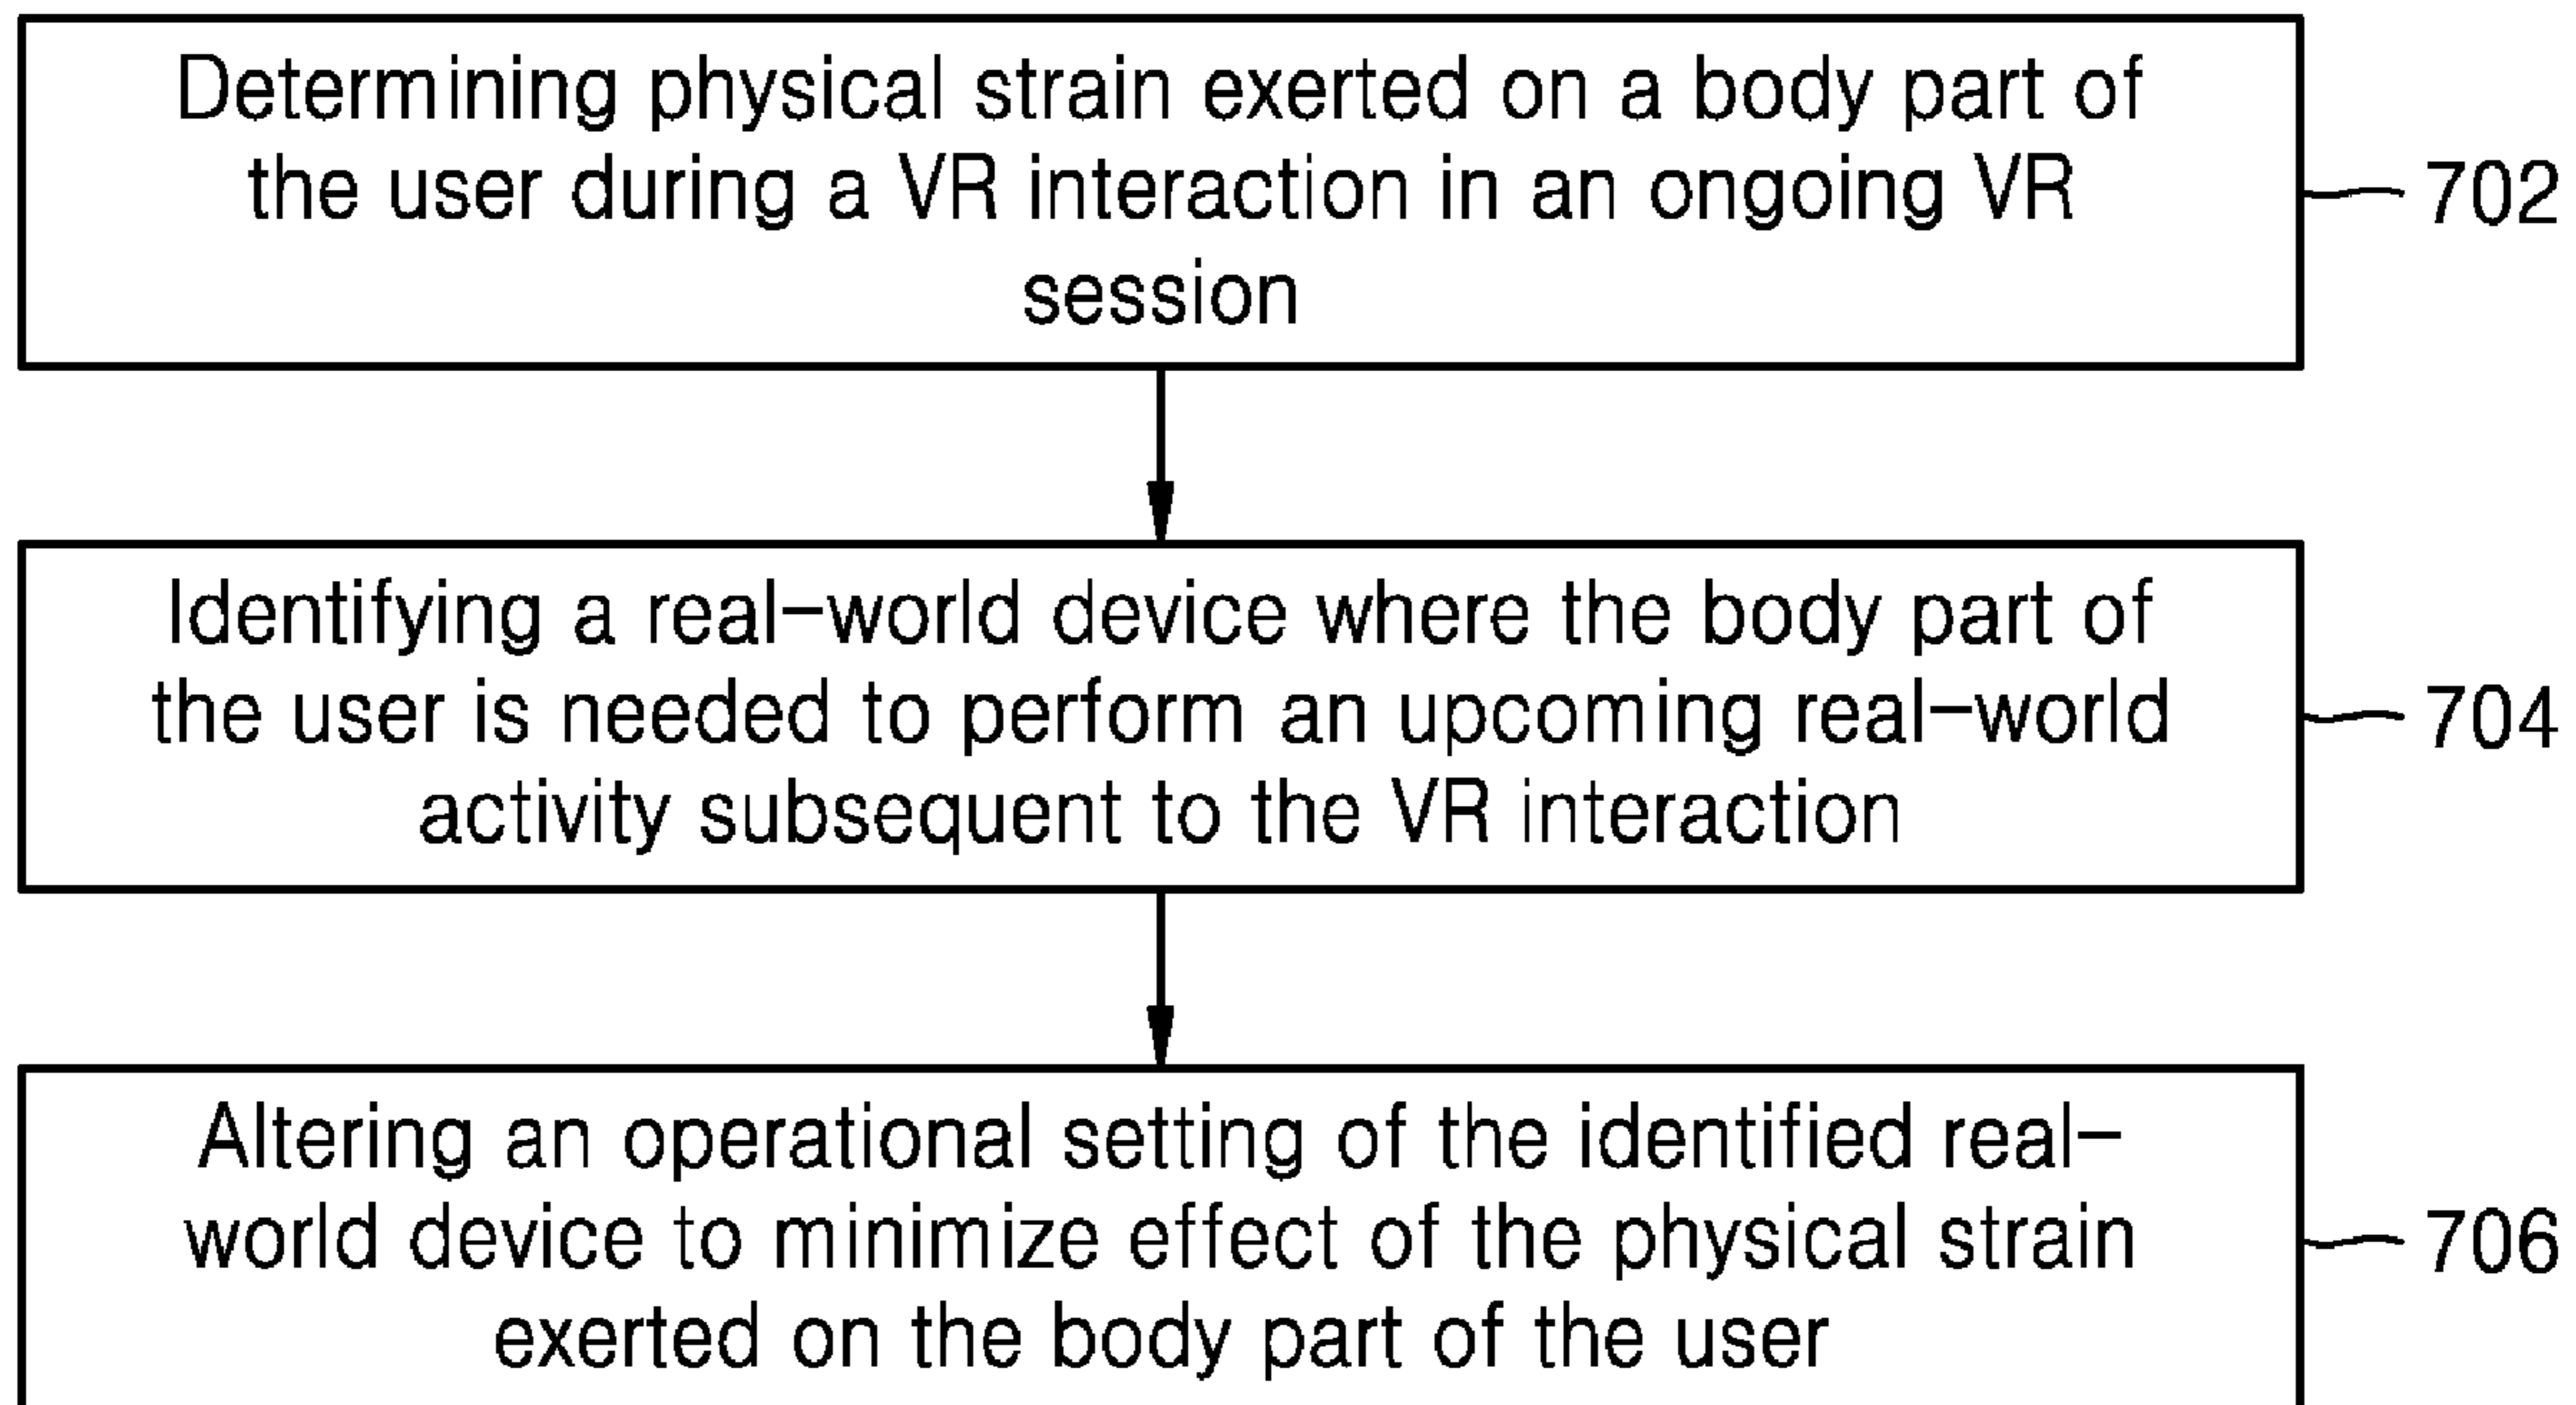 Determining physical strain exerted on a body part of
the user during a VR interaction in an ongoing VR
session
702
Identifying a real-world device where the body part of
the user is needed to perform an upcoming real-world
activity subsequent to the VR interaction
704
Altering an operational setting of the identified real-
world device to minimize effect of the physical strain
exerted on the body part of the user
706